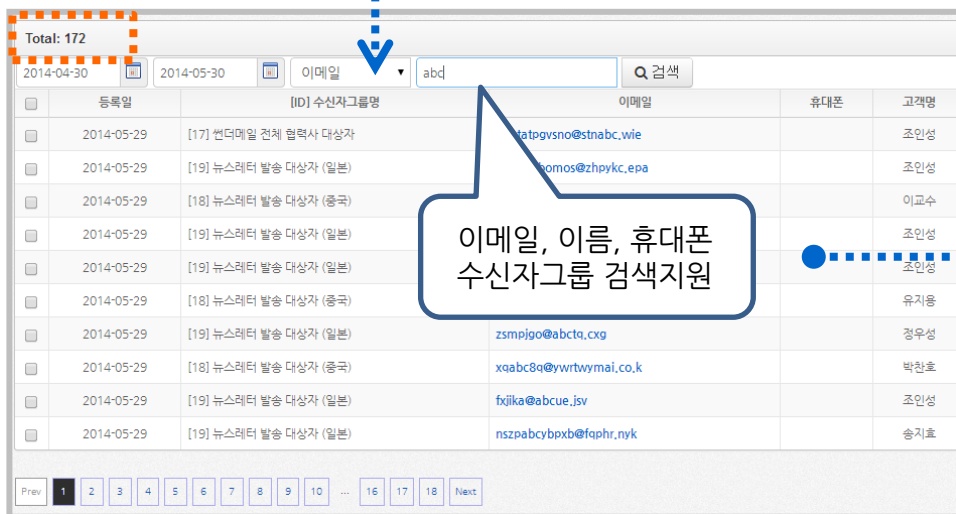 Total: 172
2014-04-30 2014-05-30 이메일 abc 검색
등록일 [ID] 수신자그룹명 이메일 휴대폰 고객명
2014-05-29 [17] 썬더메일 전체 협력사 대상자 tatpgvsno@stnabc.wie 조인성
2014-05-29 [19] 뉴스레터 발송 대상자 (일본) bomos@zhpykc.epa 조인성
2014-05-29 [18] 뉴스레터 발송 대상자 (중국) 이교수
2014-05-29 [19] 뉴스레터 발송 대상자 (일본) 조인성
2014-05-29 [19] 뉴스레터 발송 대상자 (일본) 조인성
2014-05-29 [18] 뉴스레터 발송 대상자 (중국) 유지용
이메일, 이름, 휴대폰
수신자그룹 검색지원
2014-05-29 [19] 뉴스레터 발송 대상자 (일본) zsmpjgo@abctq.cxg 정우성
2014-05-29 [18] 뉴스레터 발송 대상자 (중국) xqabc8q@ywrtwymai.co.k 박찬호
2014-05-29 [19] 뉴스레터 발송 대상자 (일본) fxjika@abcue.jsv 조인성
2014-05-29 [19] 뉴스레터 발송 대상자 (일본) nszpabcybpxb@fqphr.nyk 송지효
Prev 1 2 3 4 5 6 7 8 9 10 ... 16 17 18 Next